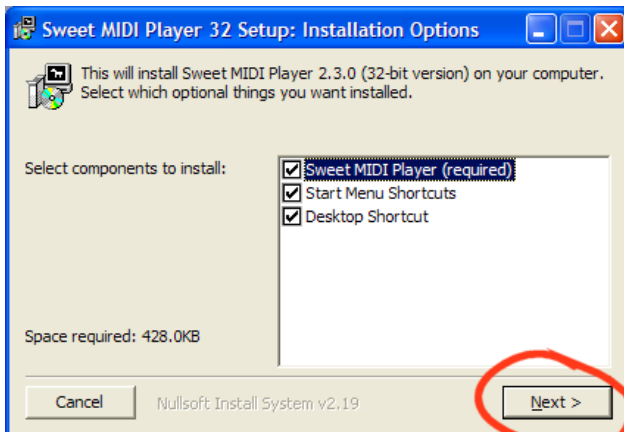 Sweet MIDI Player 32 Setup: Installation Options
This will install Sweet MIDI Player 2.3.0 (32-bit version) on your computer.
Select which optional things you want installed.
Select components to install:
Sweet MIDI Player (required)
Start Menu Shortcuts
Desktop Shortcut
Space required: 428.0KB
Cancel
Nullsoft Install System v2.19
Next >